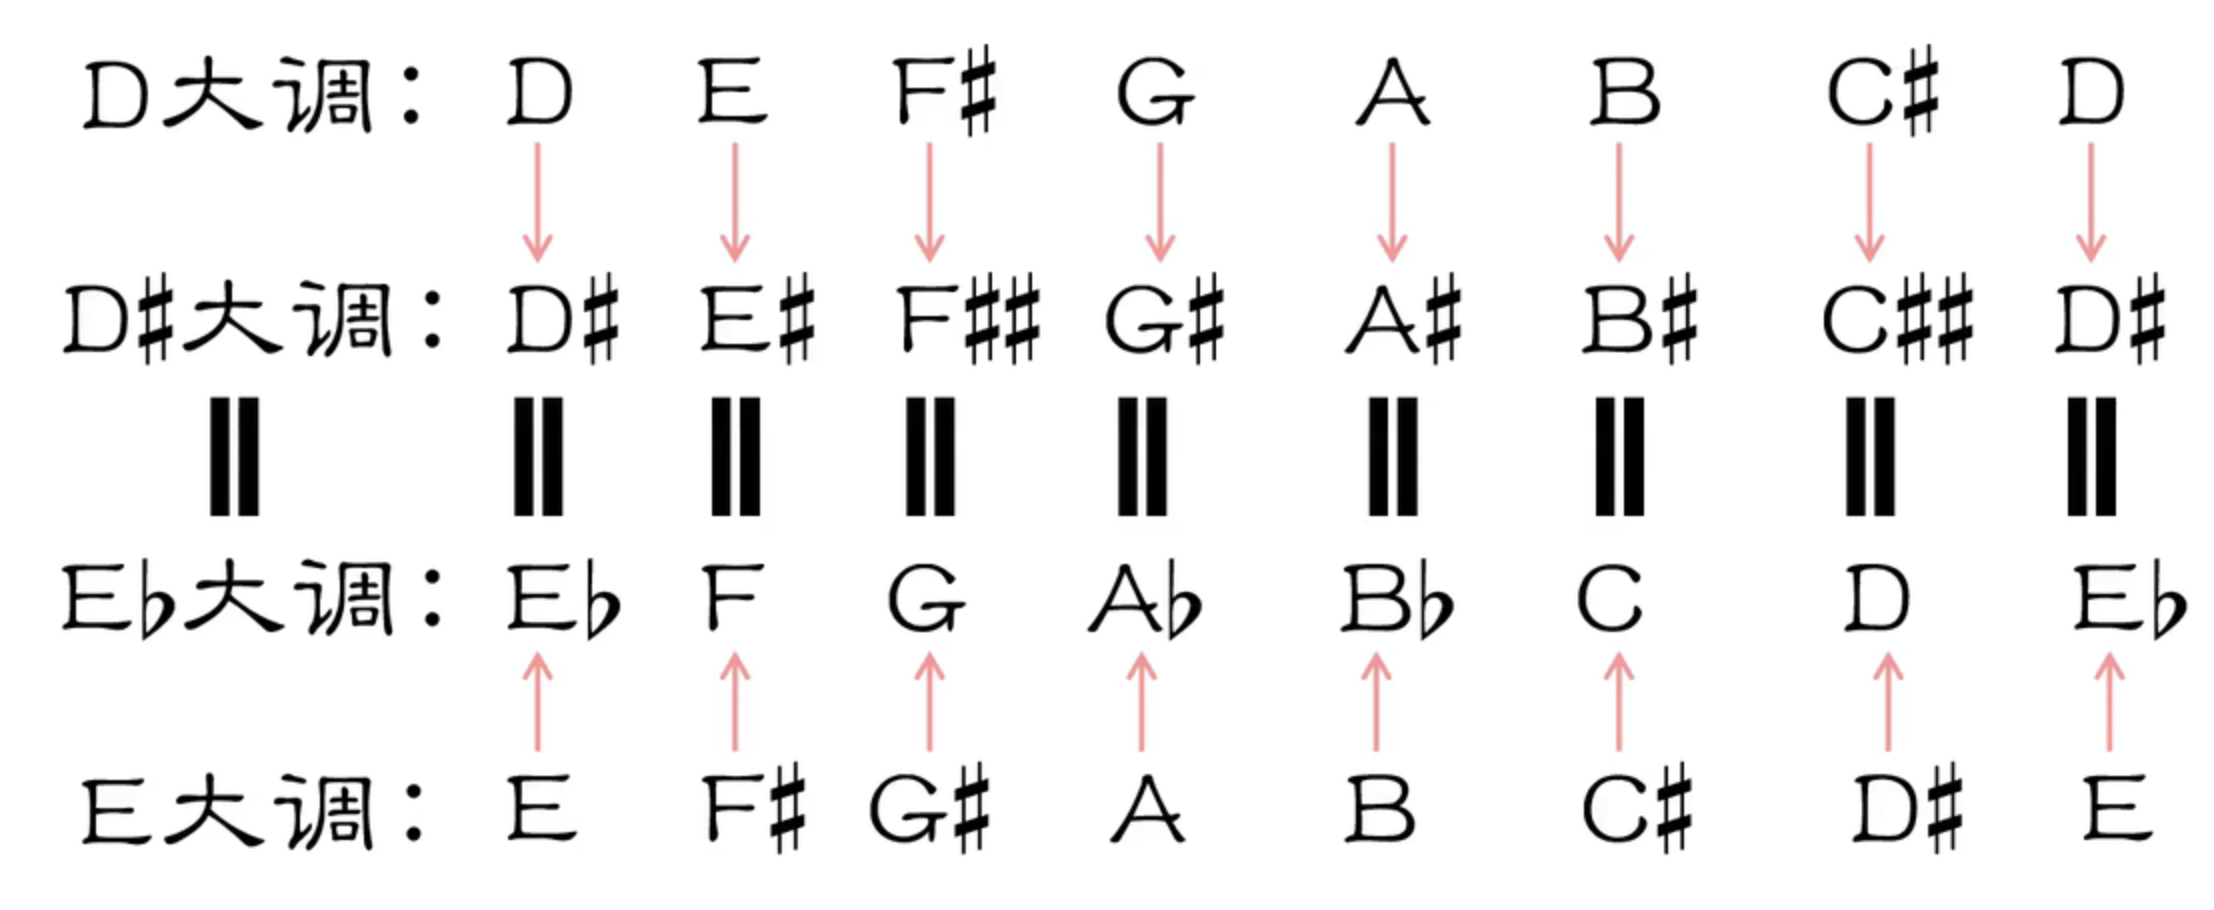 D大调: D E F♯ G A B C♯ D
D♯大调: D♯ E♯ F♯♯ G♯ A♯ B♯ C♯♯ D♯
E♭大调: E♭ F G A♭ B♭ C D E♭
E大调: E F♯ G♯ A B C♯ D♯ E